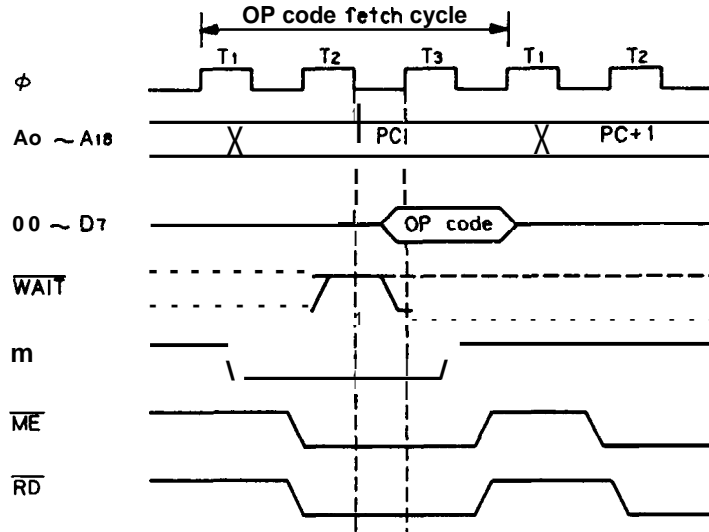 OP code fetch cycle
T1 T2 T3 T1 T2
ϕ
Ao ~ A18 PC PC+1
00 ~ D7 OP code
WAIT
m
ME
RD